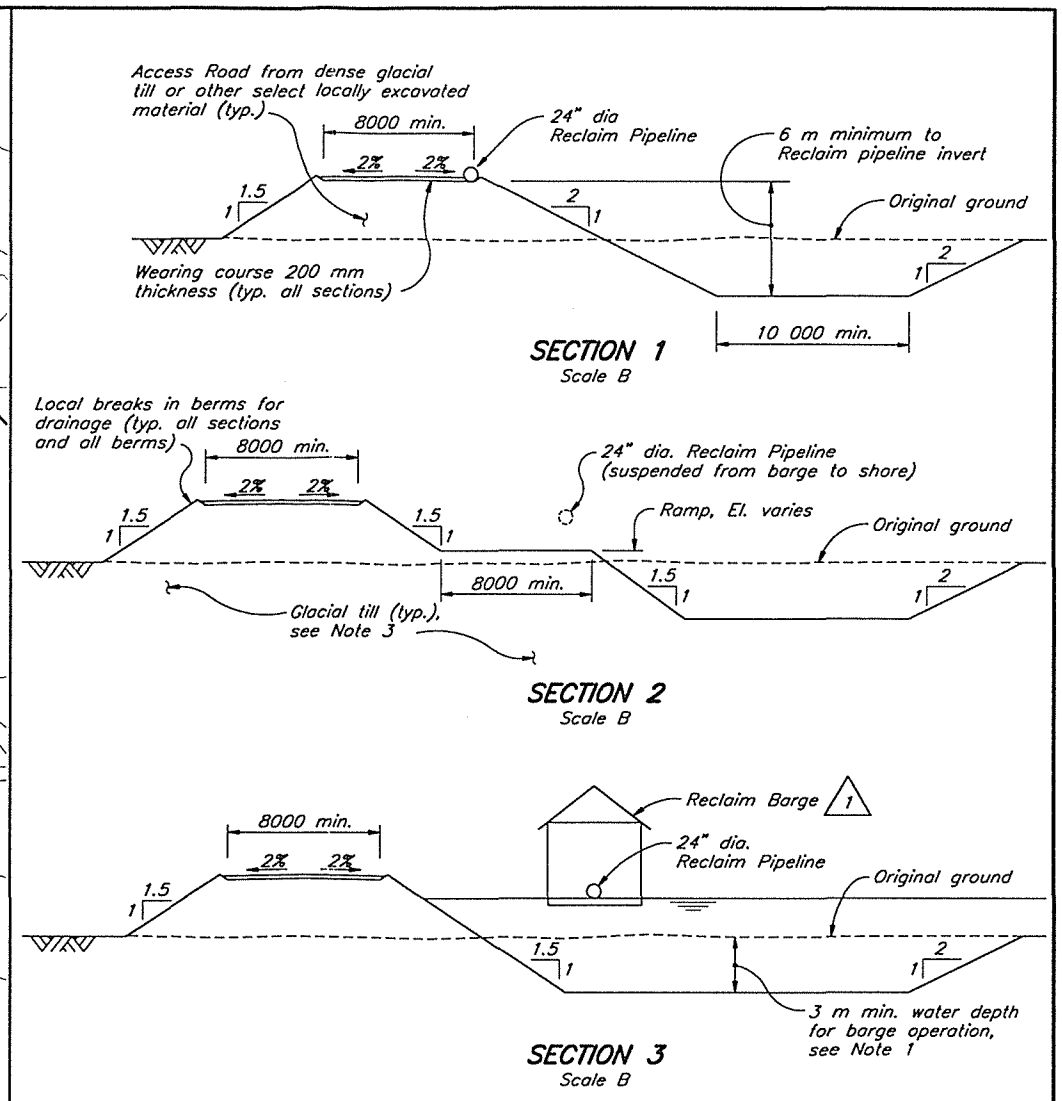 Access Road from dense glacial
till or other select locally excavated
material (typ.)
8000 min.
24" dia
Reclaim Pipeline
6 m minimum to
Reclaim pipeline invert
2% 2%
1.5
1
2
1
Original ground
Wearing course 200 mm
thickness (typ. all sections)
2
1
10 000 min.
SECTION 1
Scale B
Local breaks in berms for
drainage (typ. all sections
and all berms)
8000 min.
24" dia. Reclaim Pipeline
(suspended from barge to shore)
2% 2%
Ramp, El. varies
1.5
1
1.5
1
Original ground
8000 min.
1.5
1
2
1
Glacial till (typ.),
see Note 3
SECTION 2
Scale B
Reclaim Barge
1
8000 min.
24" dia.
Reclaim Pipeline
2% 2%
Original ground
1.5
1
1.5
1
2
1
3 m min. water depth
for barge operation,
see Note 1
SECTION 3
Scale B